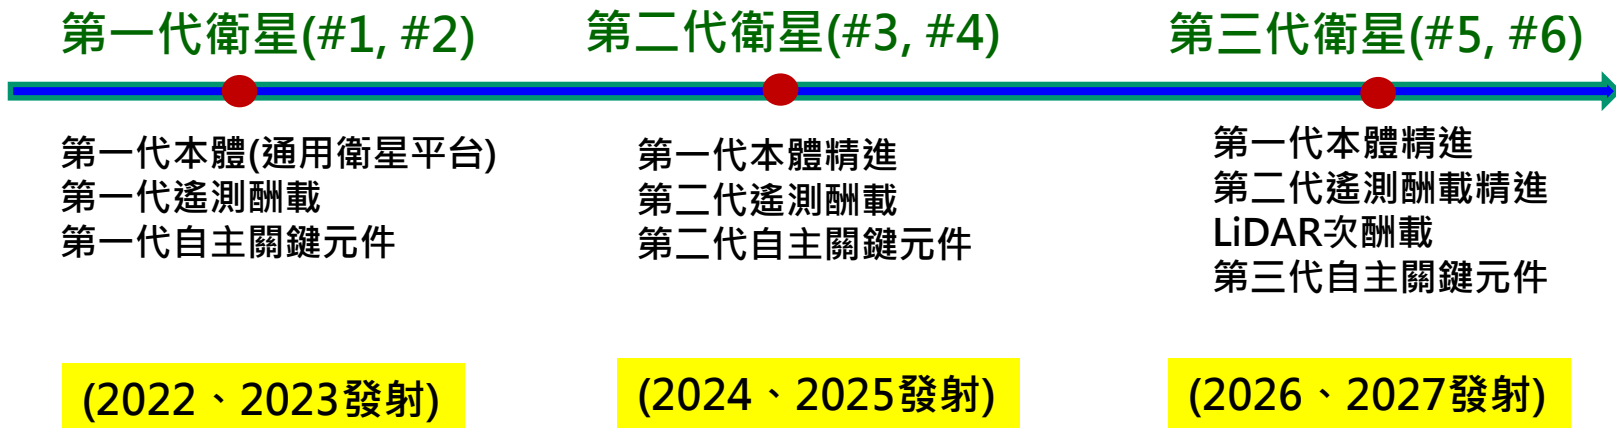 第一代衛星(#1, #2)
第一代本體(通用衛星平台)
第一代遙測酬載
第一代自主關鍵元件
(2022、2023發射)
第二代衛星(#3, #4)
第一代本體精進
第二代遙測酬載
第二代自主關鍵元件
(2024、2025發射)
第三代衛星(#5, #6)
第一代本體精進
第二代遙測酬載精進
LiDAR次酬載
第三代自主關鍵元件
(2026、2027發射)